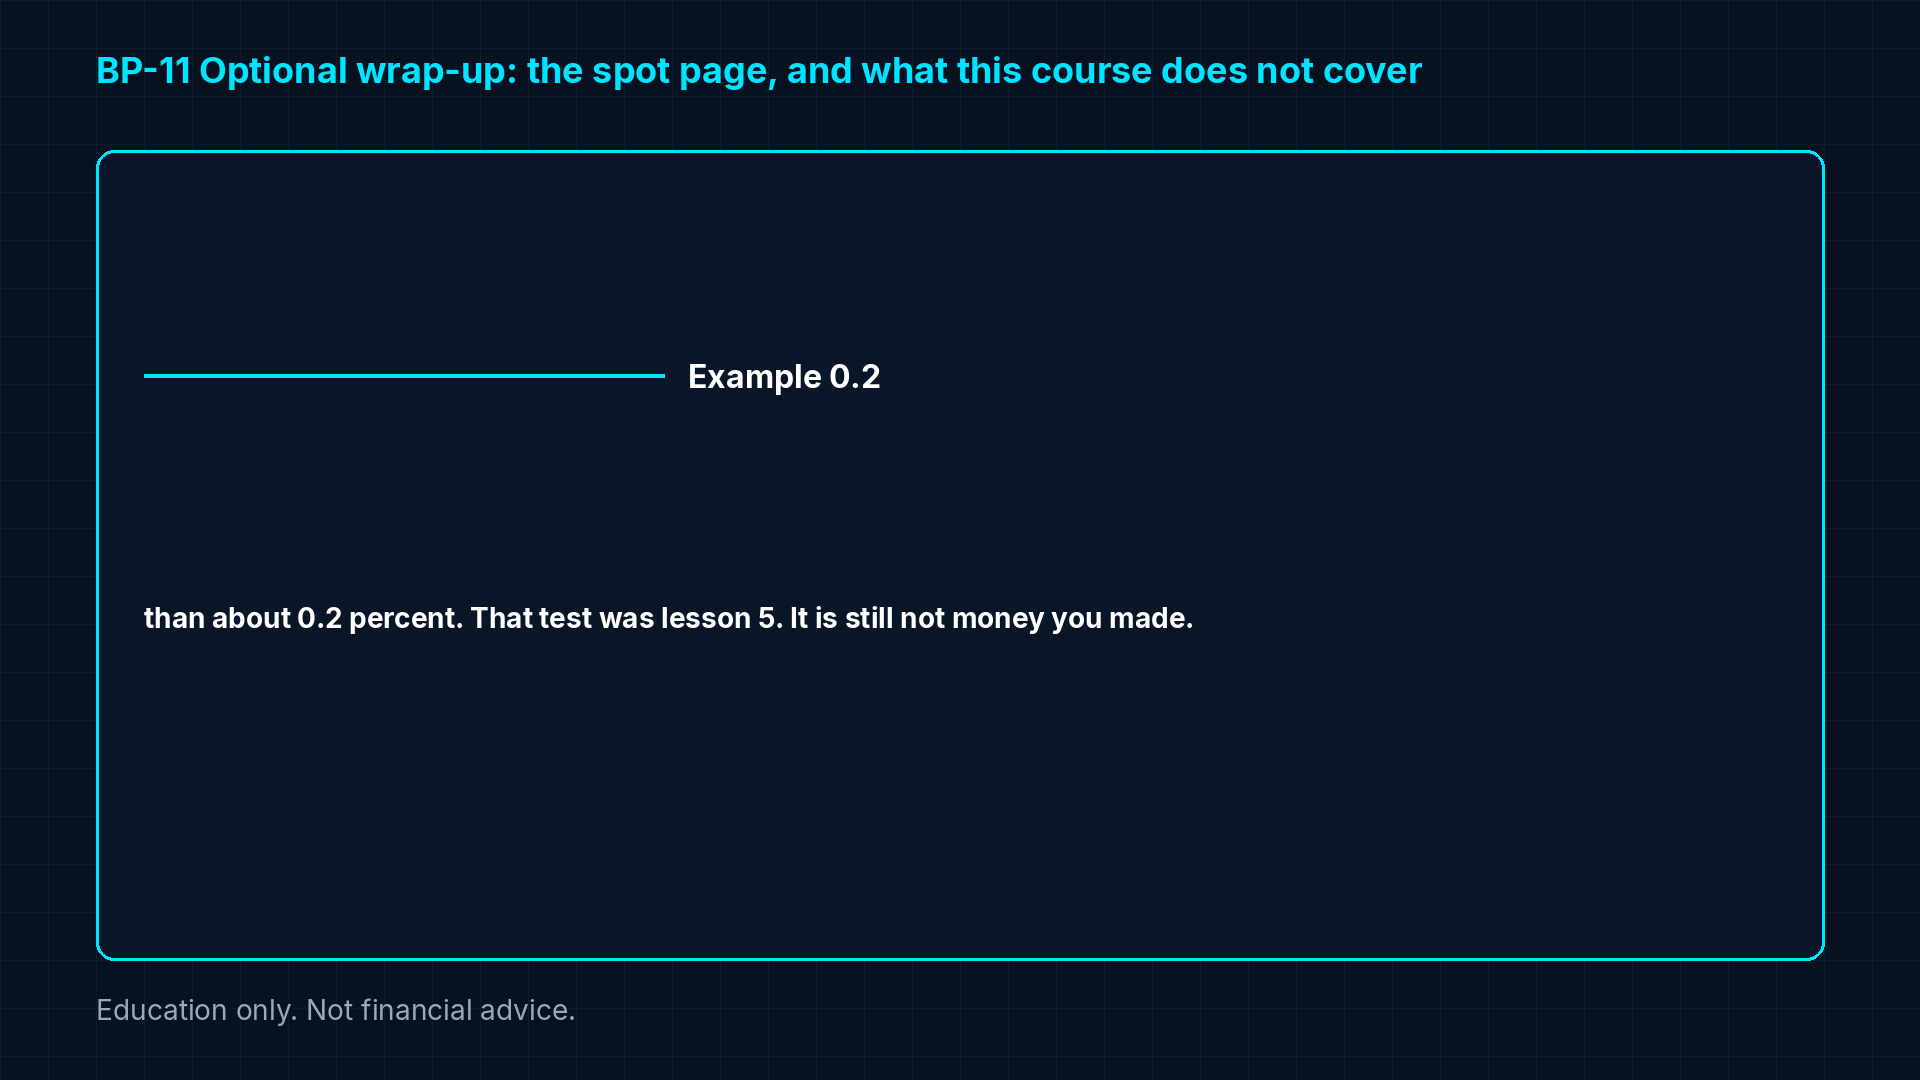 BP-11 Optional wrap-up: the spot page, and what this course does not cover
Example 0.2
than about 0.2 percent. That test was lesson 5. It is still not money you made.
Education only. Not financial advice.